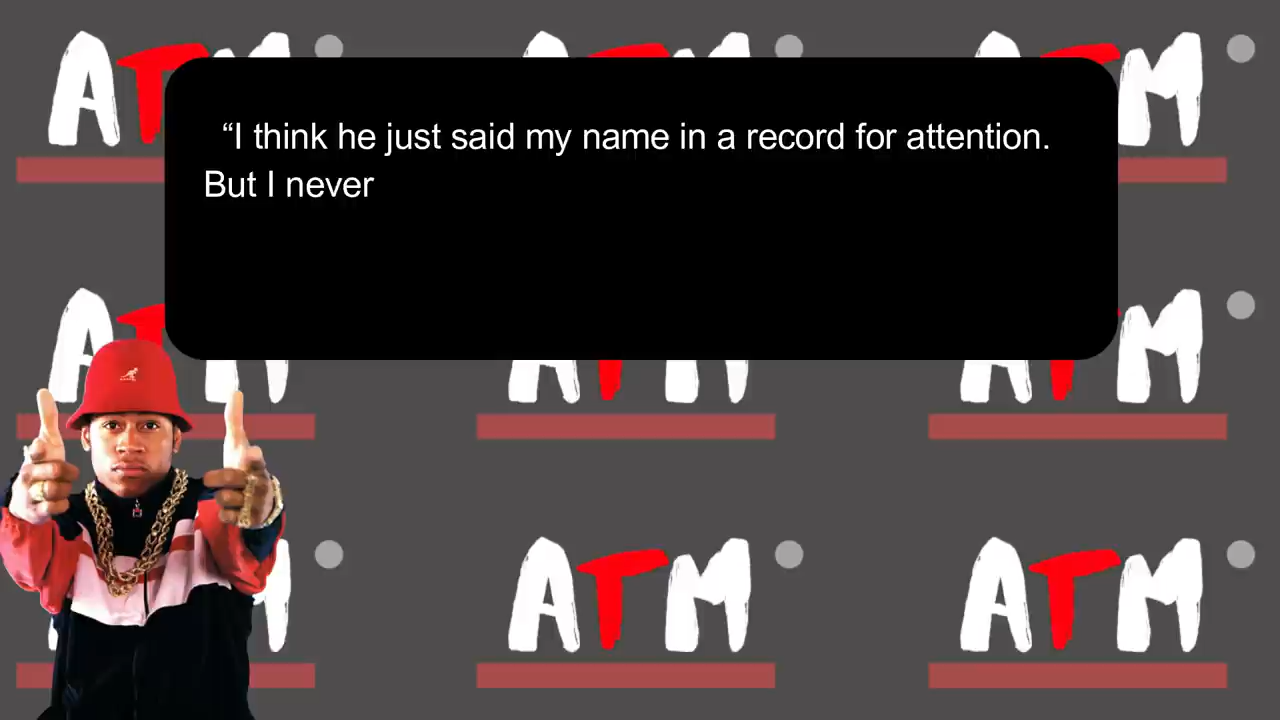 ATM ATM ATM
“I think he just said my name in a record for attention.
But I never
ATM ATM ATM
ATM ATM ATM